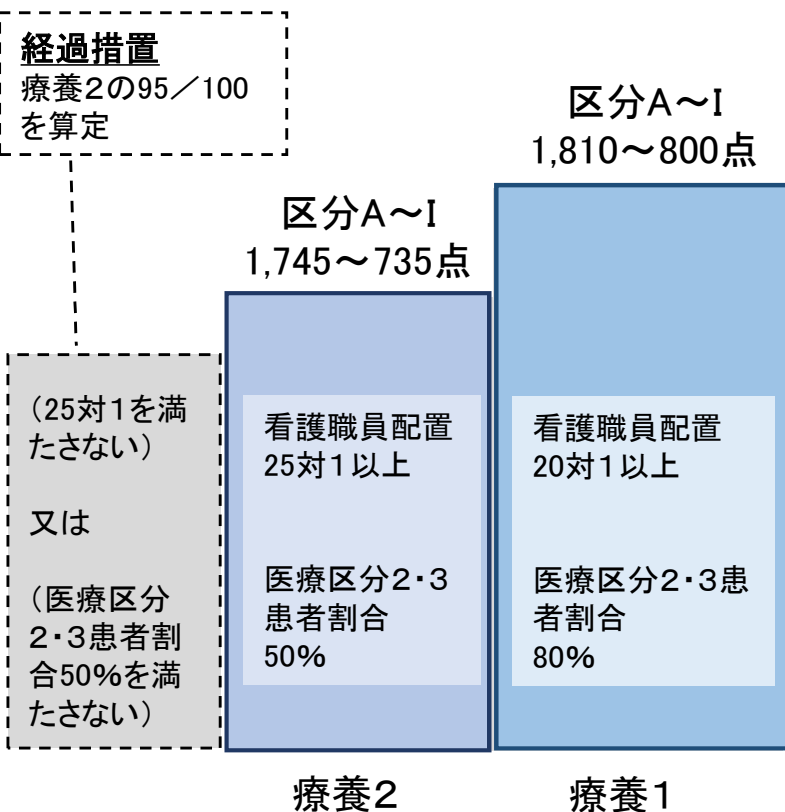 経過措置
療養２の95／100
を算定
区分A～I
1,810～800点
区分A～I
1,745～735点
（25対１を満
たさない）
又は
（医療区分
２・３患者割
合50%を満
たさない）
看護職員配置
25対１以上
医療区分２・３
患者割合
50%
看護職員配置
20対１以上
医療区分２・３患
者割合
80%
療養２
療養１